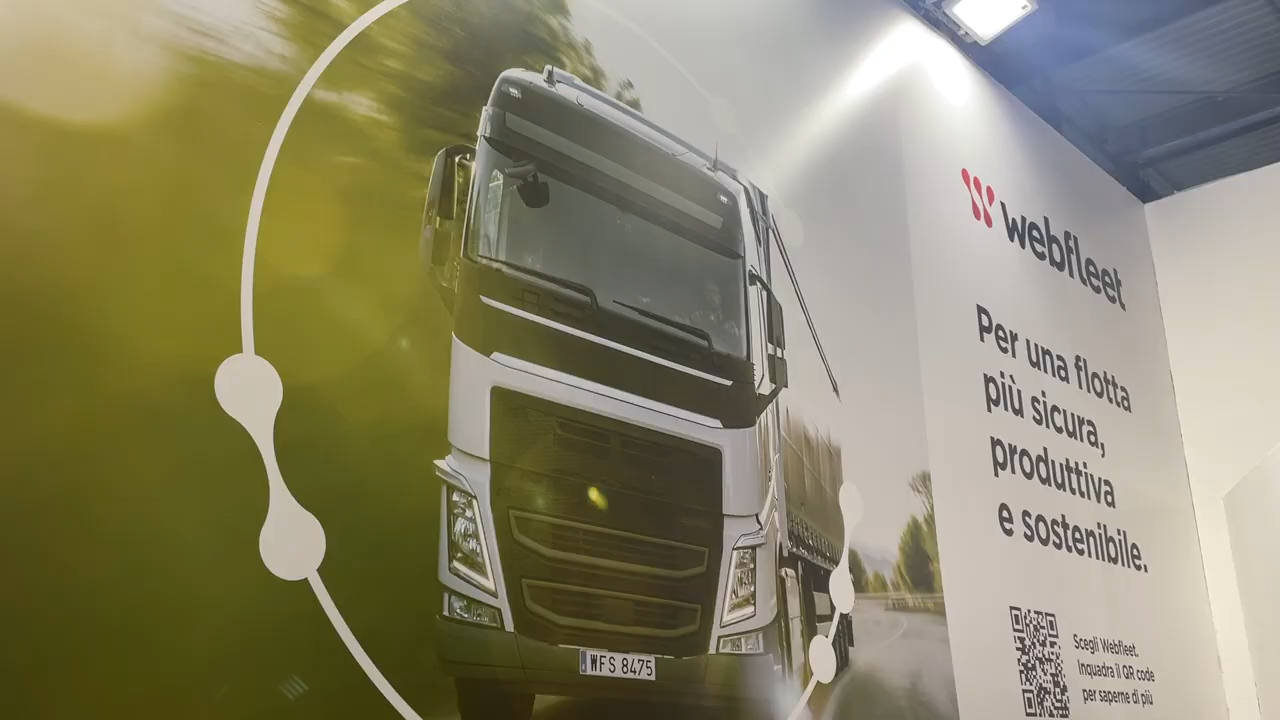 webfleet
Per una flotta
più sicura,
produttiva
e sostenibile.
Scegli Webfleet.
Inquadra il QR code
per saperne di più
WFS 8475